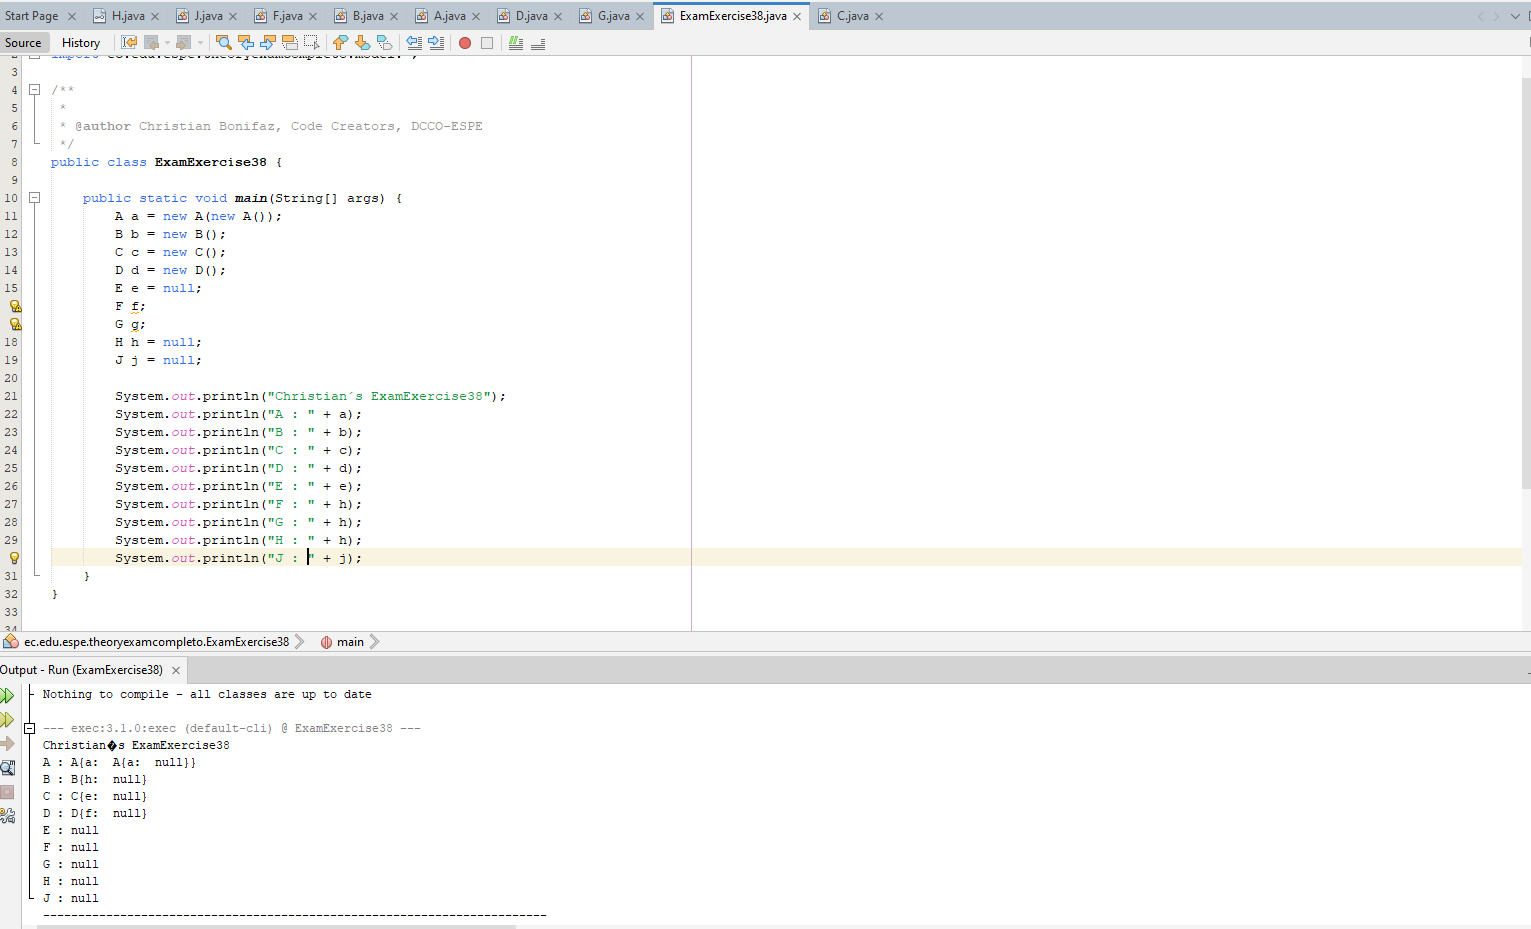 Start Page H.java J.java F.java B.java A.java D.java G.java ExamExercise38.java C.java
Source History
3
4 /**
5 *
6 * @author Christian Bonifaz, Code Creators, DCCO-ESPE
7 */
8 public class ExamExercise38 {
9
10 public static void main(String[] args) {
11 A a = new A(new A());
12 B b = new B();
13 C c = new C();
14 D d = new D();
15 E e = null;
F f;
G g;
18 H h = null;
19 J j = null;
20
21 System.out.println("Christian´s ExamExercise38");
22 System.out.println("A : " + a);
23 System.out.println("B : " + b);
24 System.out.println("C : " + c);
25 System.out.println("D : " + d);
26 System.out.println("E : " + e);
27 System.out.println("F : " + h);
28 System.out.println("G : " + h);
29 System.out.println("H : " + h);
System.out.println("J : " + j);
31 }
32 }
33
34
ec.edu.espe.theoryexamcompleto.ExamExercise38 main
Output - Run (ExamExercise38)
Nothing to compile - all classes are up to date
--- exec:3.1.0:exec (default-cli) @ ExamExercise38 ---
Christian�s ExamExercise38
A : A{a:  A{a:  null}}
B : B{h:  null}
C : C{e:  null}
D : D{f:  null}
E : null
F : null
G : null
H : null
J : null
------------------------------------------------------------------------